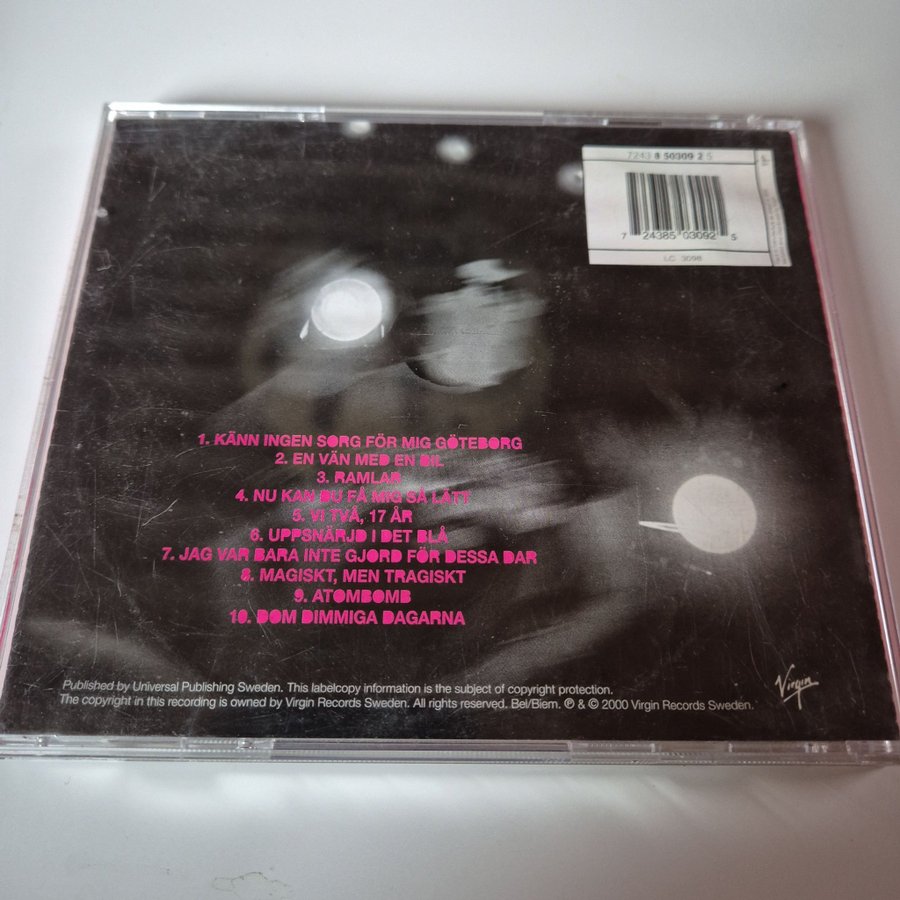 7243 8 50309 2 5
7 24385 03092 5
LC 3098
1. KÄNN INGEN SORG FÖR MIG GÖTEBORG
2. EN VÄN MED EN BIL
3. RAMLAR
4. NU KAN DU FÅ MIG SÅ LÄTT
5. VI TVÅ, 17 ÅR
6. UPPSNÄRJD I DET BLÅ
7. JAG VAR BARA INTE GJORD FÖR DESSA DAR
8. MAGISKT, MEN TRAGISKT
9. ATOMBOMB
10. DOM DIMMIGA DAGARNA
Published by Universal Publishing Sweden. This labelcopy information is the subject of copyright protection.
The copyright in this recording is owned by Virgin Records Sweden. All rights reserved. Bel/Biem. ℗ & © 2000 Virgin Records Sweden.
Virgin